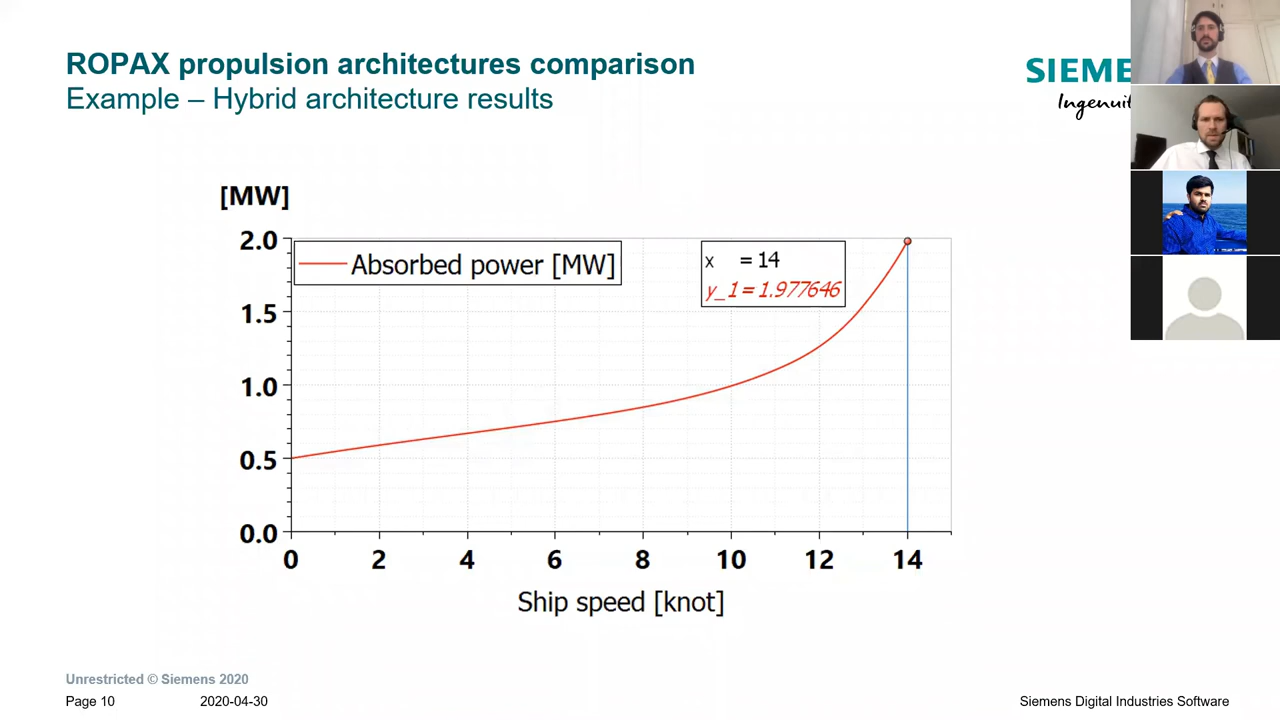 ROPAX propulsion architectures comparison
Example – Hybrid architecture results
SIEME
Ingenuit
[MW]
2.0
Absorbed power [MW]
x = 14
y_1 = 1.977646
1.5
1.0
0.5
0.0
0 2 4 6 8 10 12 14
Ship speed [knot]
Unrestricted © Siemens 2020
Page 10 2020-04-30 Siemens Digital Industries Software